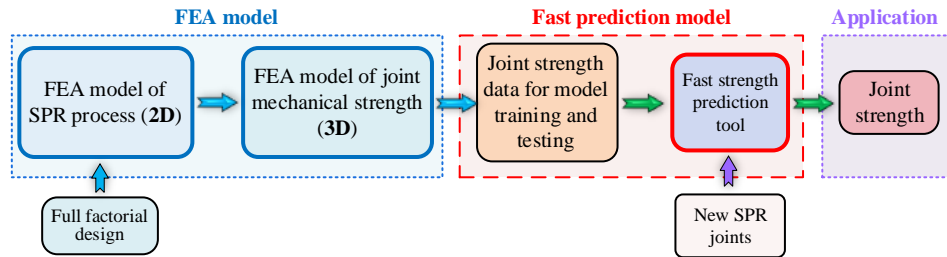 FEA model
Fast prediction model
Application
FEA model of
SPR process (2D)
FEA model of joint
mechanical strength
(3D)
Joint strength
data for model
training and
testing
Fast strength
prediction
tool
Joint
strength
Full factorial
design
New SPR
joints